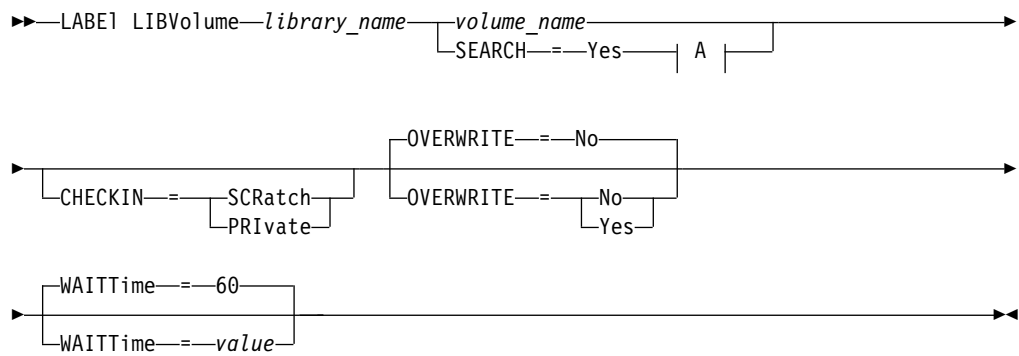 LABEl LIBVolume library_name volume_name
SEARCH = Yes A
OVERWRITE = No
CHECKIN = SCRatch
PRIvate
OVERWRITE = No
Yes
WAITTime = 60
WAITTime = value